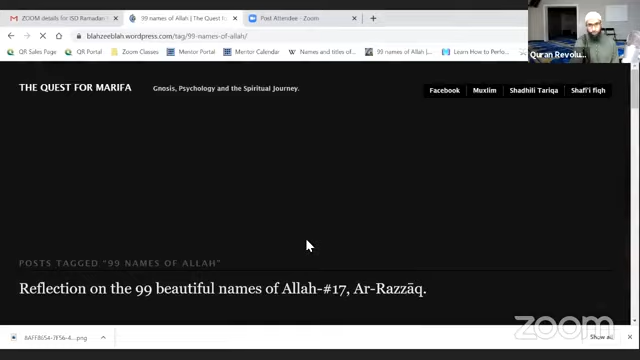 ZOOM details for ISD Ramadan
99 names of Allah | The Quest f
Post Attendee - Zoom
blahzeeblah.wordpress.com/tag/99-names-of-allah/
QR Sales Page
QR Portal
Zoom Classes
Mentor Portal
Mentor Calendar
Names and titles of...
99 names of Allah |...
Learn How to Perfo...
Quran Revolu...
THE QUEST FOR MARIFA
Gnosis, Psychology and the Spiritual Journey.
Facebook
Muxlim
Shadhili Tariqa
Shafi'i fiqh
POSTS TAGGED "99 NAMES OF ALLAH"
Reflection on the 99 beautiful names of Allah-#17, Ar-Razzāq.
zoom
8AFF8654-7F56-4....png
Show all